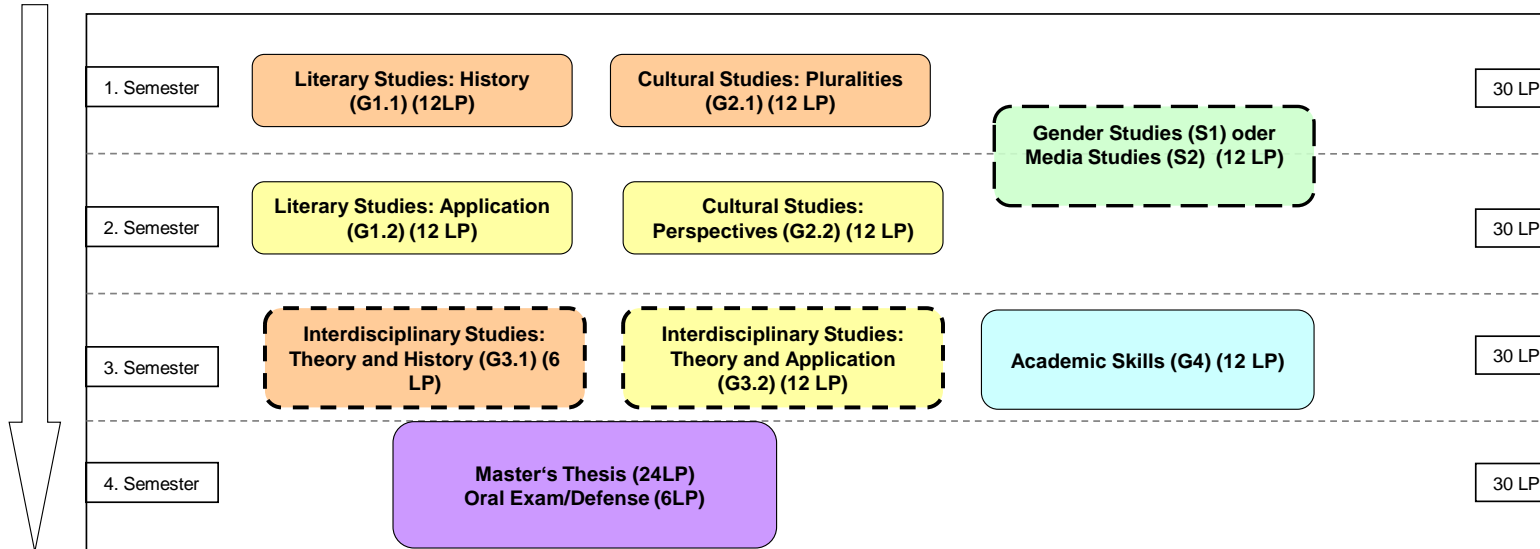 1. Semester
Literary Studies: History
(G1.1) (12LP)
Cultural Studies: Pluralities
(G2.1) (12 LP)
30 LP
Gender Studies (S1) oder
Media Studies (S2)  (12 LP)
2. Semester
Literary Studies: Application
(G1.2) (12 LP)
Cultural Studies:
Perspectives (G2.2) (12 LP)
30 LP
3. Semester
Interdisciplinary Studies:
Theory and History (G3.1) (6
LP)
Interdisciplinary Studies:
Theory and Application
(G3.2) (12 LP)
Academic Skills (G4) (12 LP)
30 LP
4. Semester
Master‘s Thesis (24LP)
Oral Exam/Defense (6LP)
30 LP